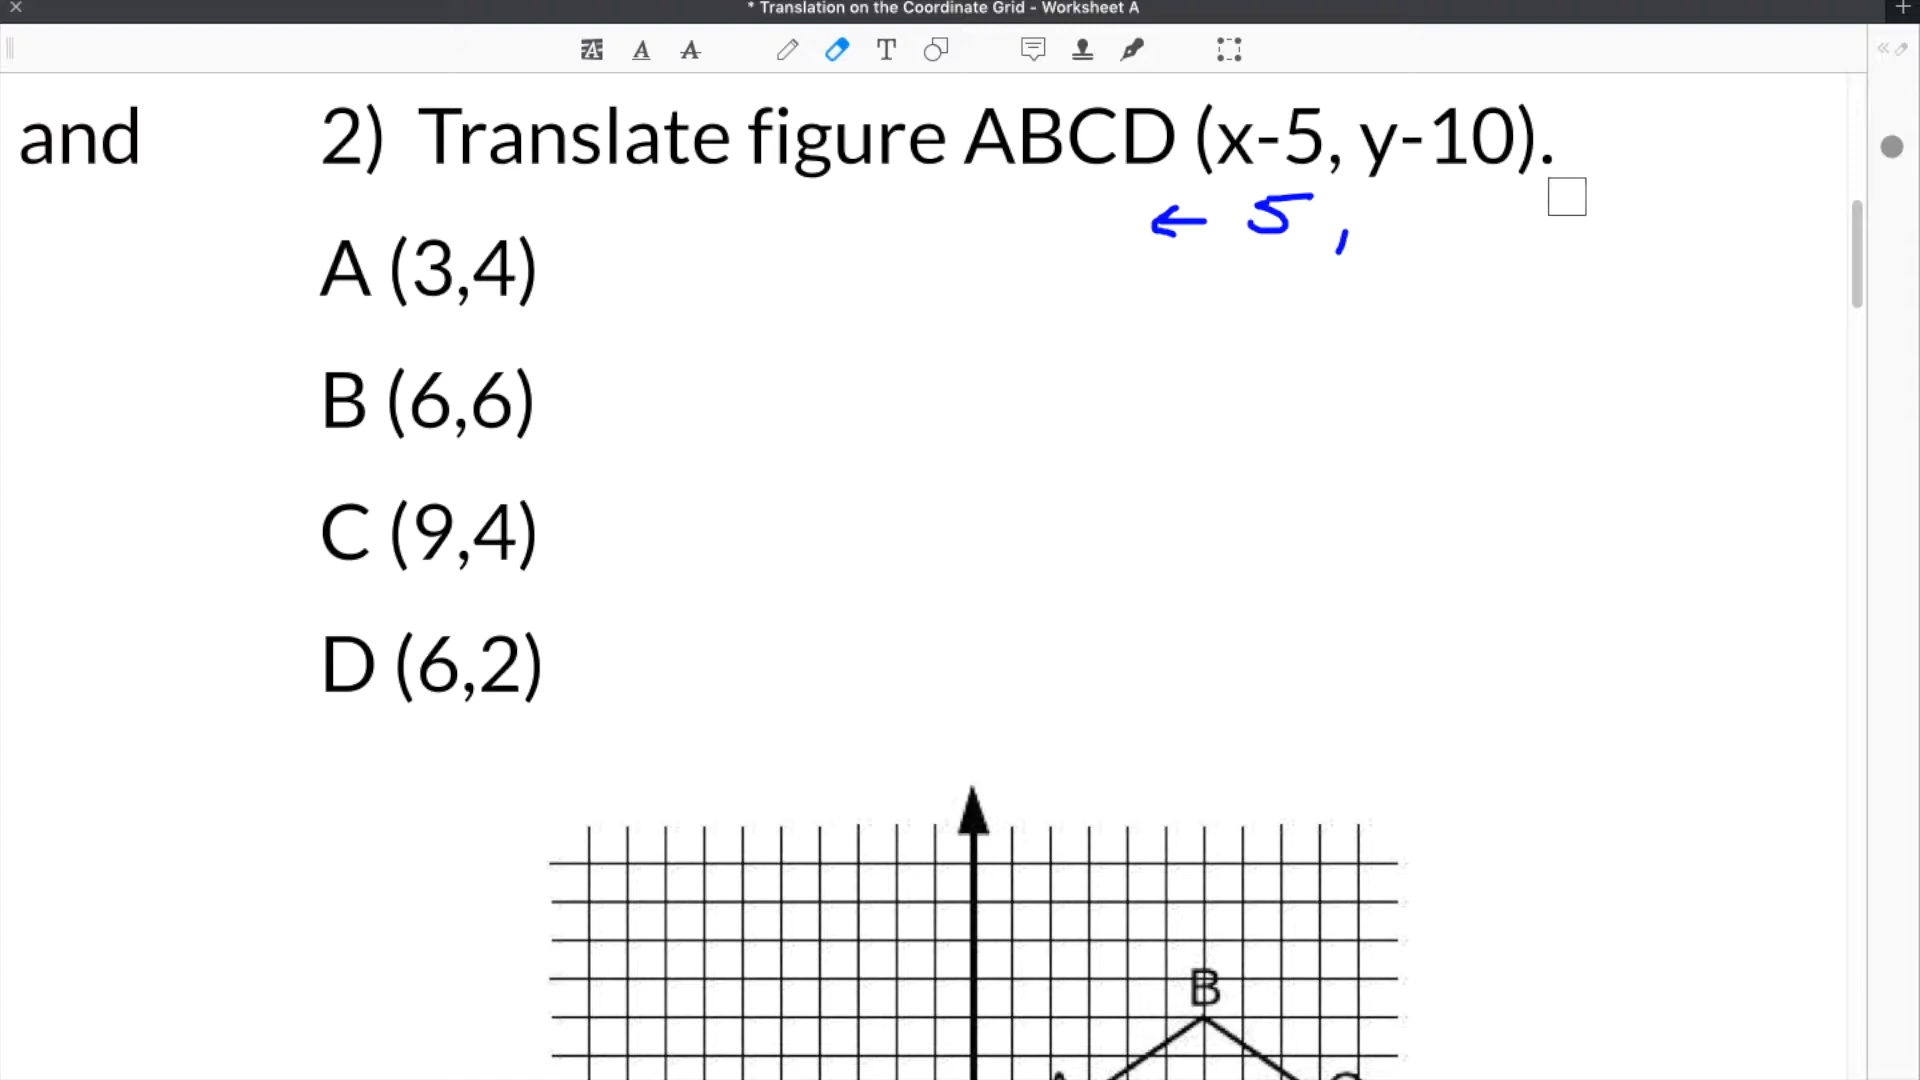 * Translation on the Coordinate Grid - Worksheet A
and 2) Translate figure ABCD (x-5, y-10).
← 5 ,
A (3,4)
B (6,6)
C (9,4)
D (6,2)
B